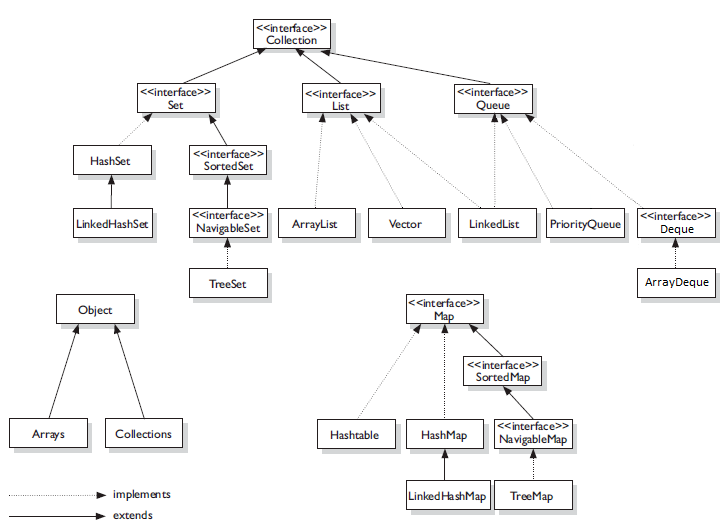 <<interface>>
Collection
<<interface>>
Set
<<interface>>
List
<<interface>>
Queue
HashSet
<<interface>>
SortedSet
LinkedHashSet
<<interface>>
NavigableSet
ArrayList
Vector
LinkedList
PriorityQueue
<<interface>>
Deque
TreeSet
ArrayDeque
Object
<<interface>>
Map
<<interface>>
SortedMap
Arrays
Collections
Hashtable
HashMap
<<interface>>
NavigableMap
LinkedHashMap
TreeMap
implements
extends